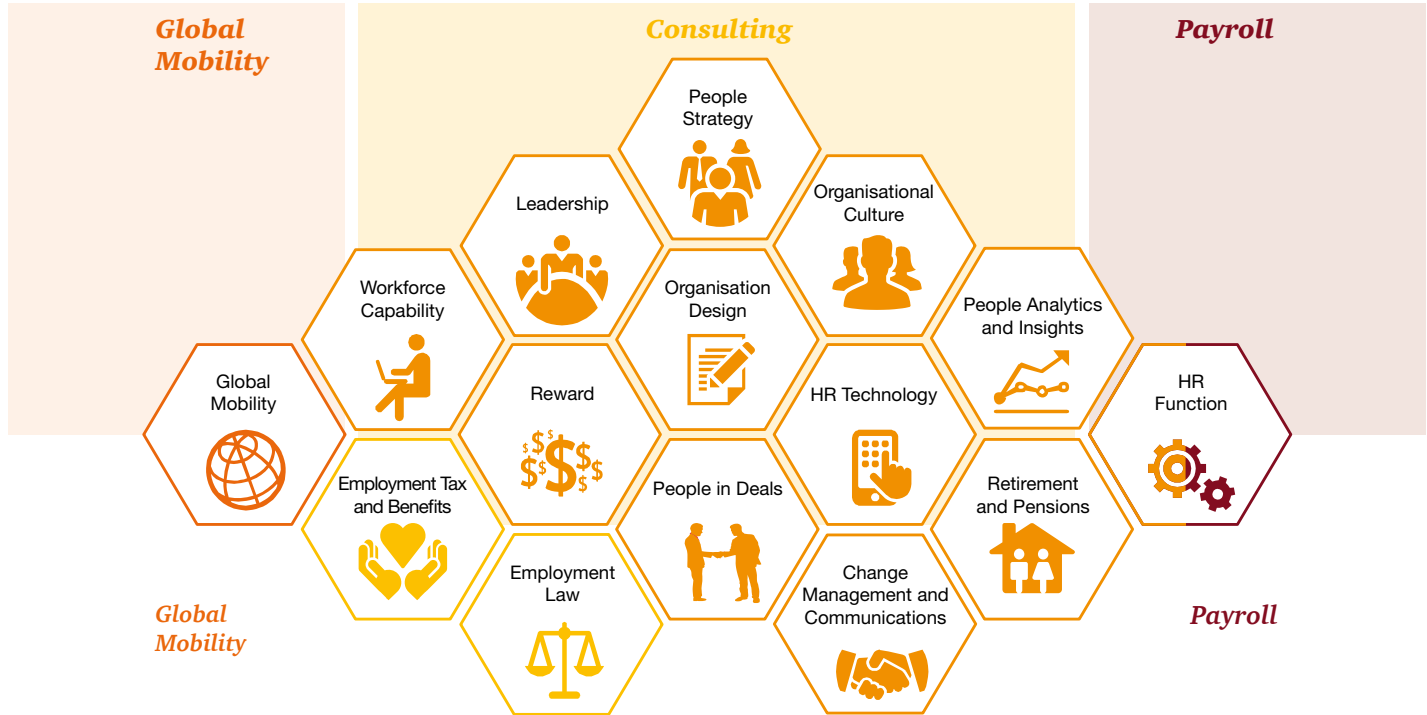 Global
Mobility
Consulting
Payroll
People
Strategy
Leadership
Organisational
Culture
Workforce
Capability
Organisation
Design
People Analytics
and Insights
Global
Mobility
Reward
HR Technology
HR
Function
Employment Tax
and Benefits
People in Deals
Retirement
and Pensions
Employment
Law
Change
Management and
Communications
Global
Mobility
Payroll